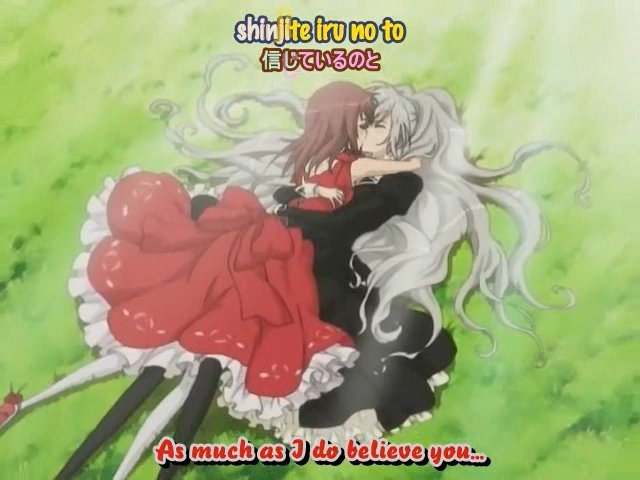 shinjite iru no to
信じているのと
As much as I do believe you...